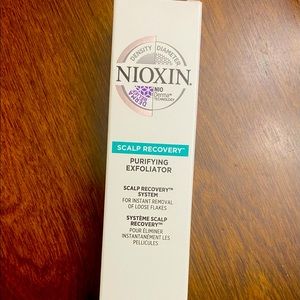 DENSITY DIAMETER
NIOXIN.
DERMA
NIO
Derma™
TECHNOLOGY
SCALP RECOVERY™
PURIFYING
EXFOLIATOR
SCALP RECOVERY™
SYSTEM
FOR INSTANT REMOVAL
OF LOOSE FLAKES
SYSTÈME SCALP
RECOVERY™
POUR ÉLIMINER
INSTANTANÉMENT LES
PELLICULES